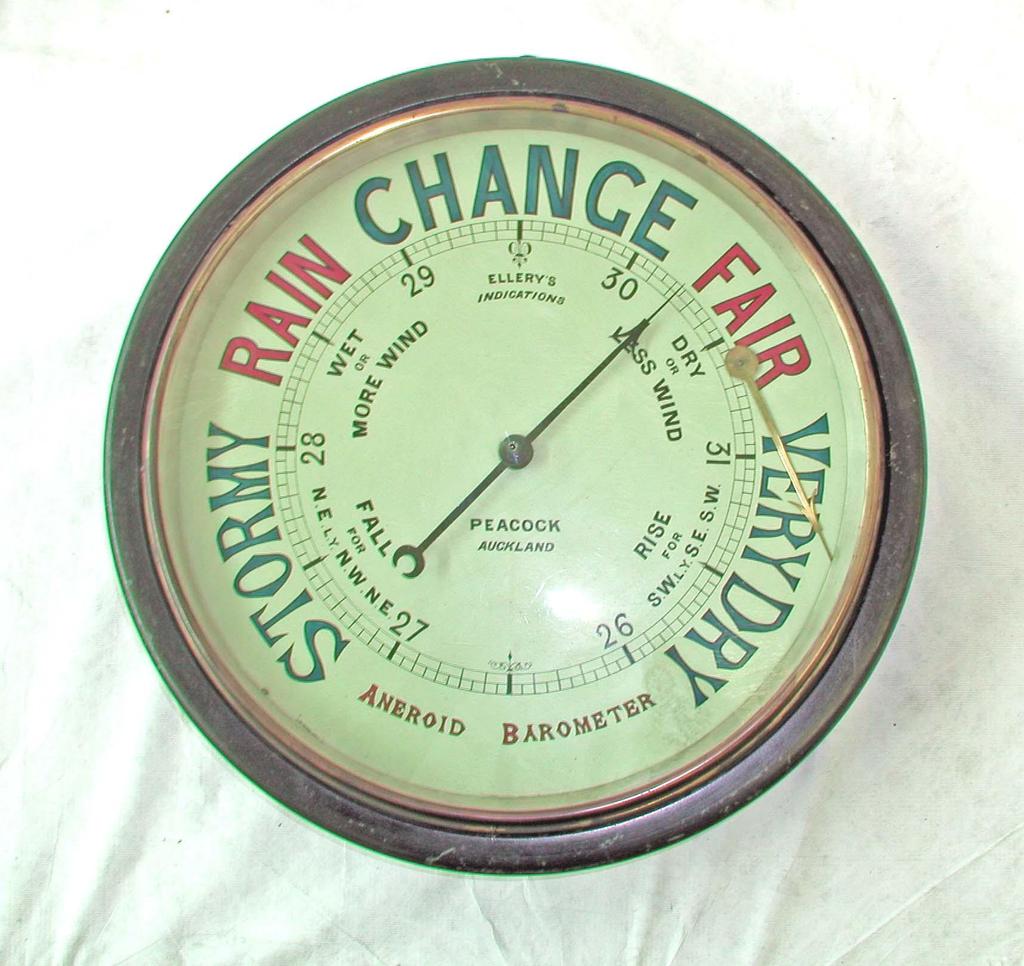 STORMY RAIN CHANGE FAIR VERY DRY
28 29 30 31
ELLERY'S
INDICATIONS
WET
OR
MORE WIND
DRY
OR
LESS WIND
FALL
FOR
N.E.LY. N.W. N. N.E.
RISE
FOR
S.W.LY. S.E. S. S.W.
PEACOCK
AUCKLAND
27 26
ANEROID BAROMETER